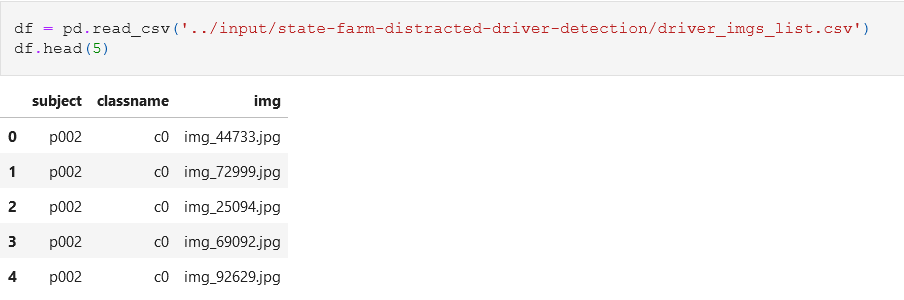 df = pd.read_csv('../input/state-farm-distracted-driver-detection/driver_imgs_list.csv')
df.head(5)
subject classname img
0 p002 c0 img_44733.jpg
1 p002 c0 img_72999.jpg
2 p002 c0 img_25094.jpg
3 p002 c0 img_69092.jpg
4 p002 c0 img_92629.jpg